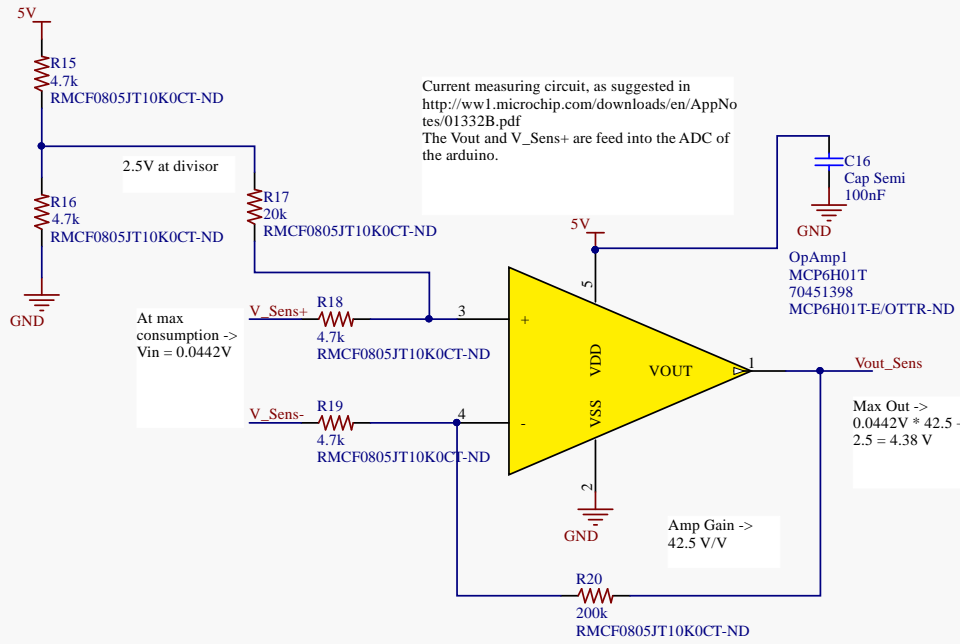 5V
R15
4.7k
RMCF0805JT10K0CT-ND
2.5V at divisor
R16
4.7k
RMCF0805JT10K0CT-ND
GND
R17
20k
RMCF0805JT10K0CT-ND
Current measuring circuit, as suggested in
http://ww1.microchip.com/downloads/en/AppNo
tes/01332B.pdf
The Vout and V_Sens+ are feed into the ADC of
the arduino.
C16
Cap Semi
100nF
GND
5V
OpAmp1
MCP6H01T
70451398
MCP6H01T-E/OTTR-ND
At max
consumption ->
Vin = 0.0442V
V_Sens+
R18
4.7k
RMCF0805JT10K0CT-ND
3
V_Sens-
R19
4.7k
RMCF0805JT10K0CT-ND
4
+
-
5
VDD
VSS
VOUT
2
1
GND
Vout_Sens
Max Out ->
0.0442V * 42.5 -
2.5 = 4.38 V
Amp Gain ->
42.5 V/V
R20
200k
RMCF0805JT10K0CT-ND